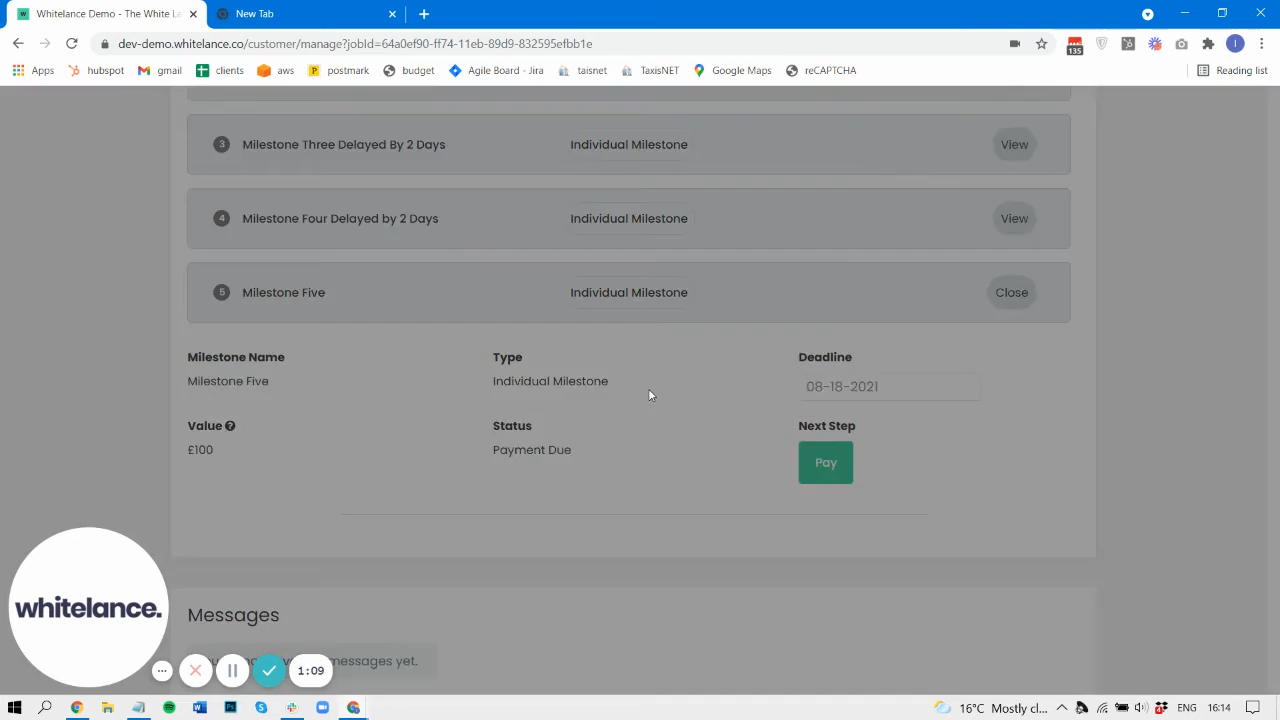 Whitelance Demo - The White La
New Tab
dev-demo.whitelance.co/customer/manage?jobId=64a0ef90-ff74-11eb-89d9-832595efbb1e
135
I
Apps
hubspot
gmail
clients
aws
postmark
budget
Agile Board - Jira
taisnet
TaxisNET
Google Maps
reCAPTCHA
Reading list
3 Milestone Three Delayed By 2 Days Individual Milestone View
4 Milestone Four Delayed by 2 Days Individual Milestone View
5 Milestone Five Individual Milestone Close
Milestone Name Type Deadline
Milestone Five Individual Milestone 08-18-2021
Value Status Next Step
£100 Payment Due Pay
whitelance.
Messages
messages yet.
1:09
16°C Mostly cl... ENG 16:14